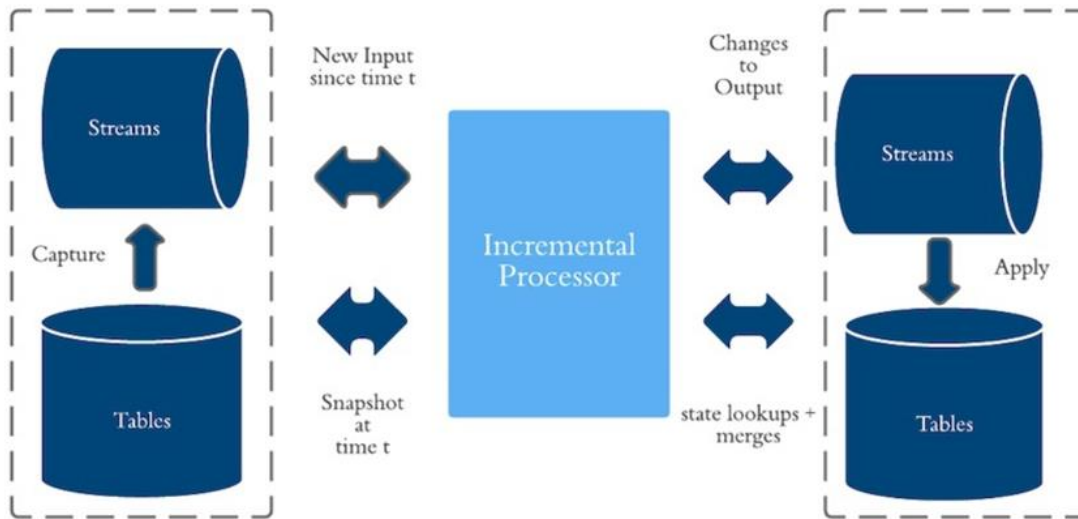 Streams
Capture
Tables
New Input
since time t
Snapshot
at
time t
Incremental
Processor
Changes
to
Output
state lookups +
merges
Streams
Apply
Tables